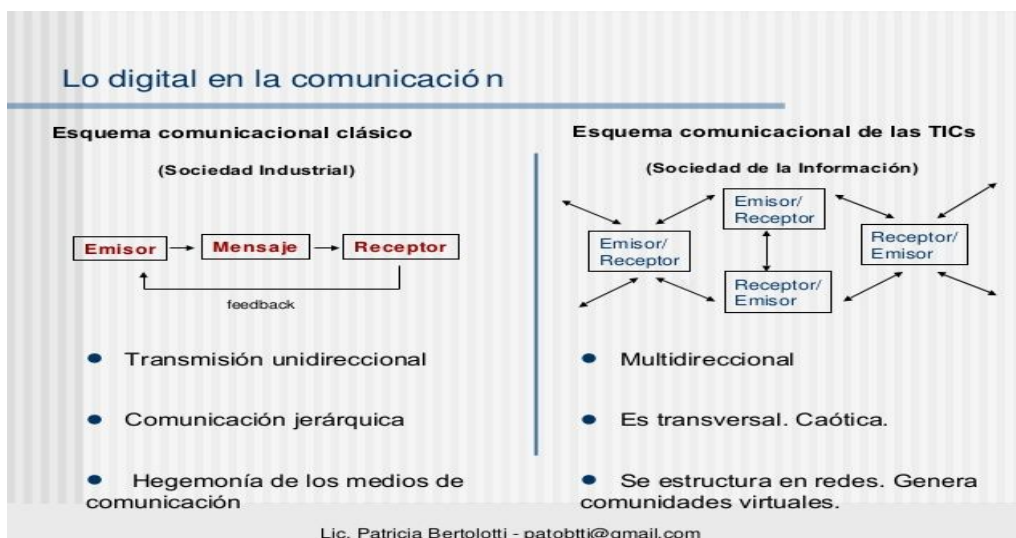 Lo digital en la comunicación
Esquema comunicacional clásico
(Sociedad Industrial)
Emisor
Mensaje
Receptor
feedback
Transmisión unidireccional
Comunicación jerárquica
Hegemonía de los medios de
comunicación
Esquema comunicacional de las TICs
(Sociedad de la Información)
Emisor/
Receptor
Emisor/
Receptor
Receptor/
Emisor
Receptor/
Emisor
Multidireccional
Es transversal. Caótica.
Se estructura en redes. Genera
comunidades virtuales.
Lic. Patricia Bertolotti - patobtti@gmail.com